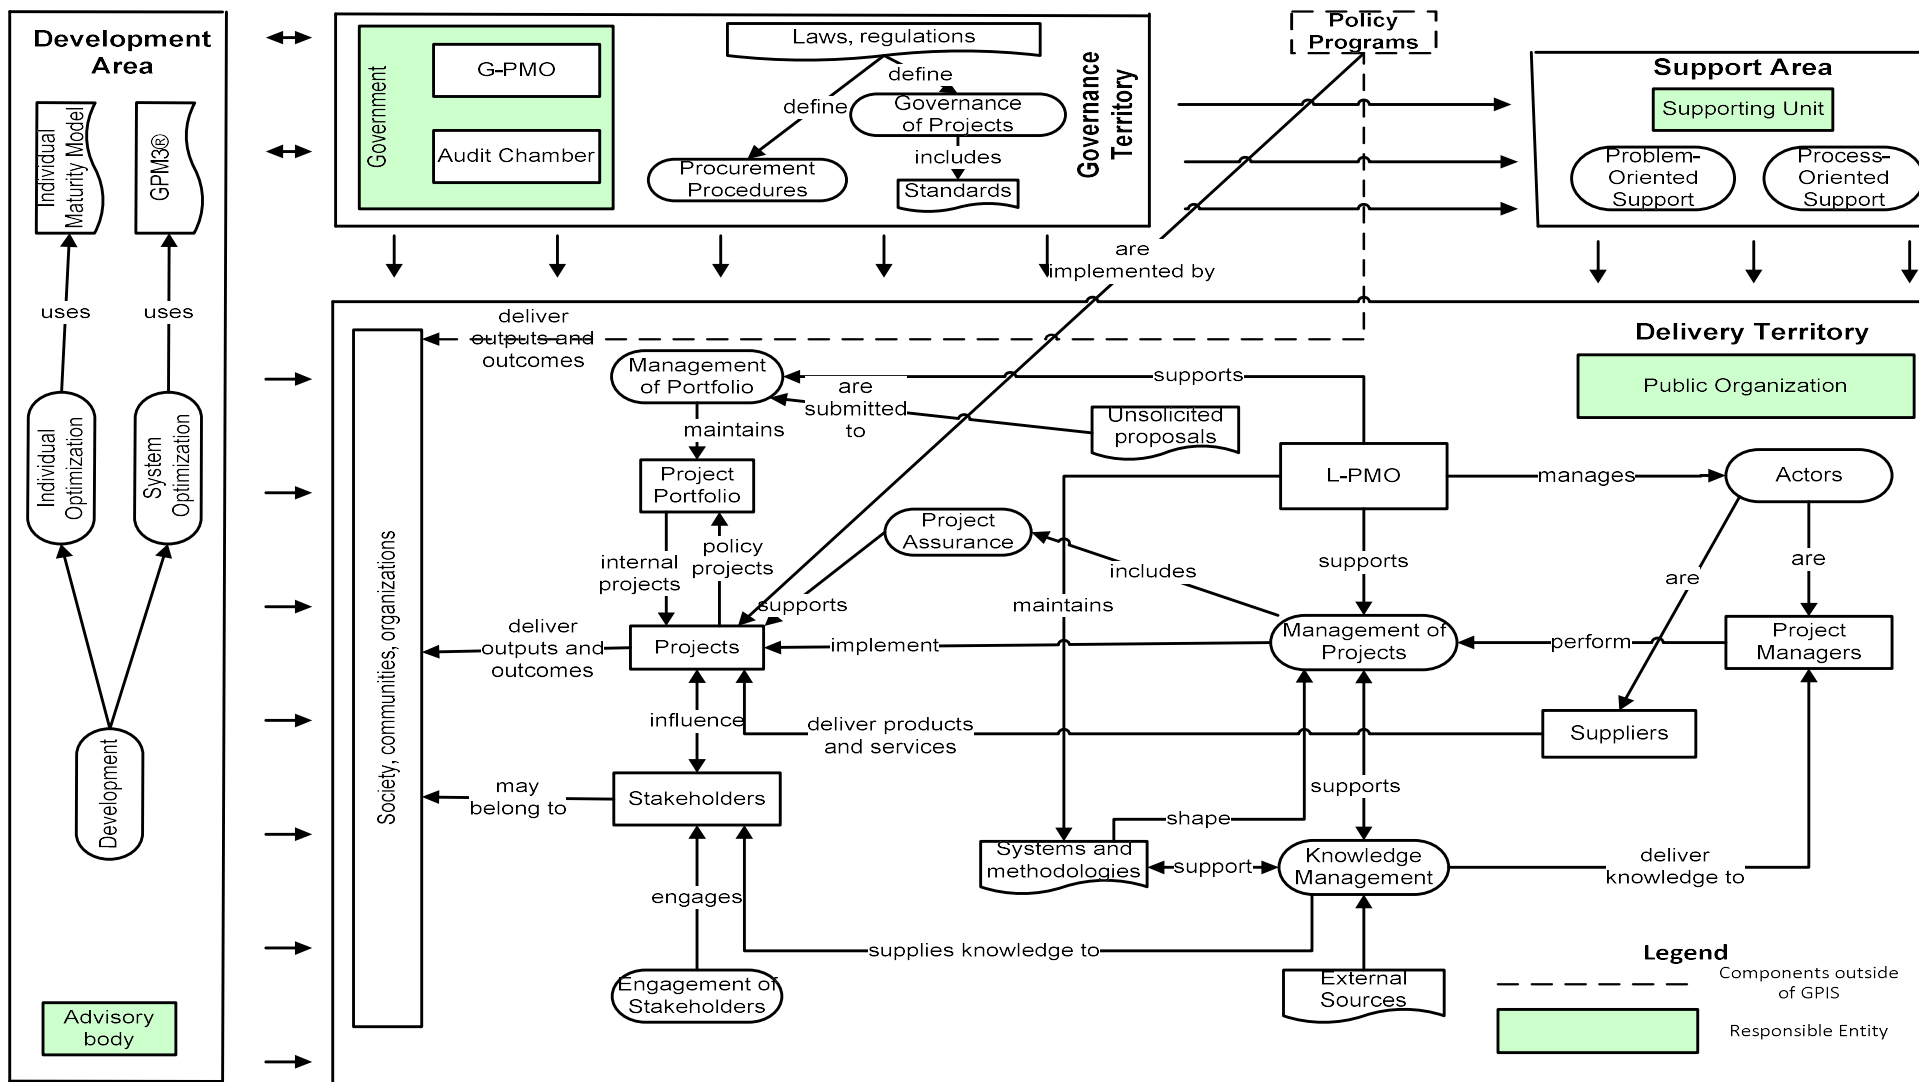 Development
Area
Individual
Maturity Model
GPM3®
uses
uses
Individual
Optimization
System
Optimization
Development
Advisory
body
Government
G-PMO
Audit Chamber
Laws, regulations
define
define
Governance
of Projects
includes
Procurement
Procedures
Standards
Governance
Territory
Policy
Programs
Support Area
Supporting Unit
Problem-
Oriented
Support
Process-
Oriented
Support
are
implemented by
Delivery Territory
Public Organization
Society, communities, organizations
deliver
outputs and
outcomes
Management
of Portfolio
supports
are
submitted
to
Unsolicited
proposals
maintains
Project
Portfolio
L-PMO
manages
Actors
Project
Assurance
internal
projects
policy
projects
includes
supports
are
are
supports
maintains
deliver
outputs and
outcomes
Projects
implement
Management of
Projects
perform
Project
Managers
influence
deliver products
and services
Suppliers
may
belong to
Stakeholders
supports
shape
Systems and
methodologies
support
Knowledge
Management
deliver
knowledge to
engages
supplies knowledge to
Engagement of
Stakeholders
External
Sources
Legend
Components outside
of GPIS
Responsible Entity